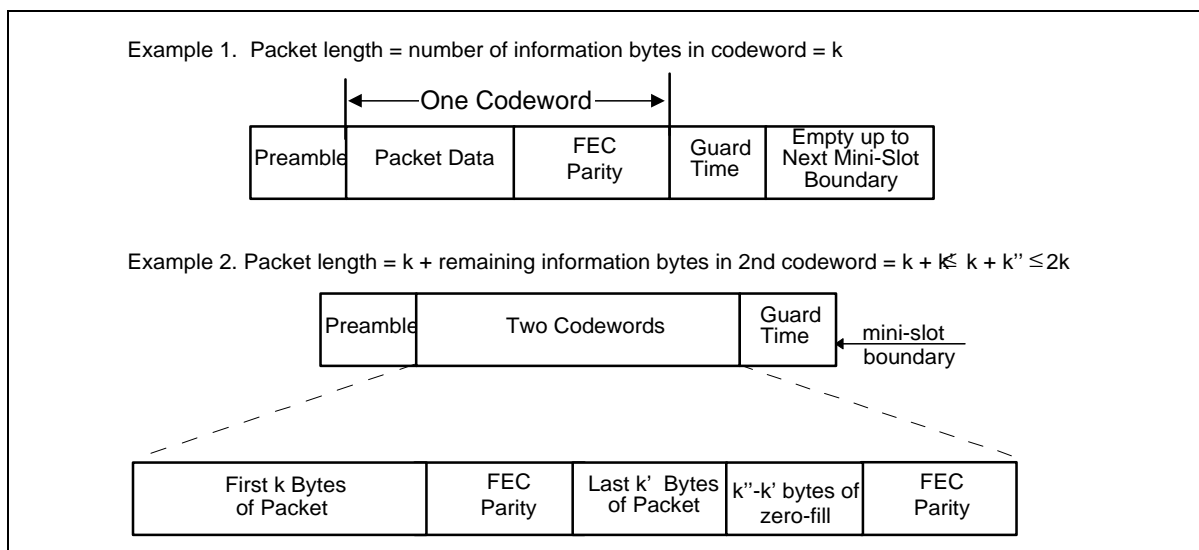 Example 1. Packet length = number of information bytes in codeword = k
One Codeword
Preamble
Packet Data
FEC
Parity
Guard
Time
Empty up to
Next Mini-Slot
Boundary
Example 2. Packet length = k + remaining information bytes in 2nd codeword = k + k≤ k + k'' ≤ 2k
Preamble
Two Codewords
Guard
Time
mini-slot
boundary
First k Bytes
of Packet
FEC
Parity
Last k' Bytes
of Packet
k''-k' bytes of
zero-fill
FEC
Parity